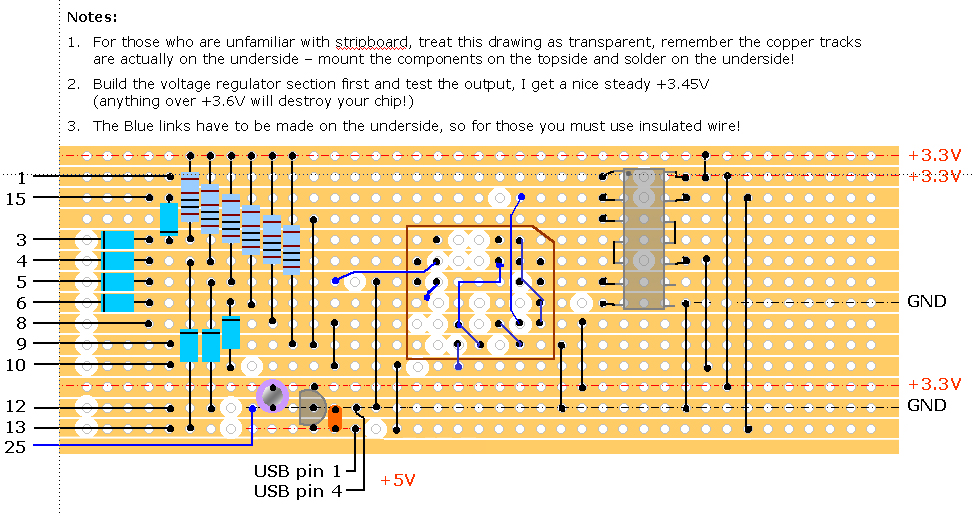 Notes:
1. For those who are unfamiliar with stripboard, treat this drawing as transparent, remember the copper tracks
are actually on the underside – mount the components on the topside and solder on the underside!
2. Build the voltage regulator section first and test the output, I get a nice steady +3.45V
(anything over +3.6V will destroy your chip!)
3. The Blue links have to be made on the underside, so for those you must use insulated wire!
+3.3V
1
+3.3V
15
3
4
5
6
GND
8
9
10
+3.3V
12
GND
13
25
USB pin 1
+5V
USB pin 4